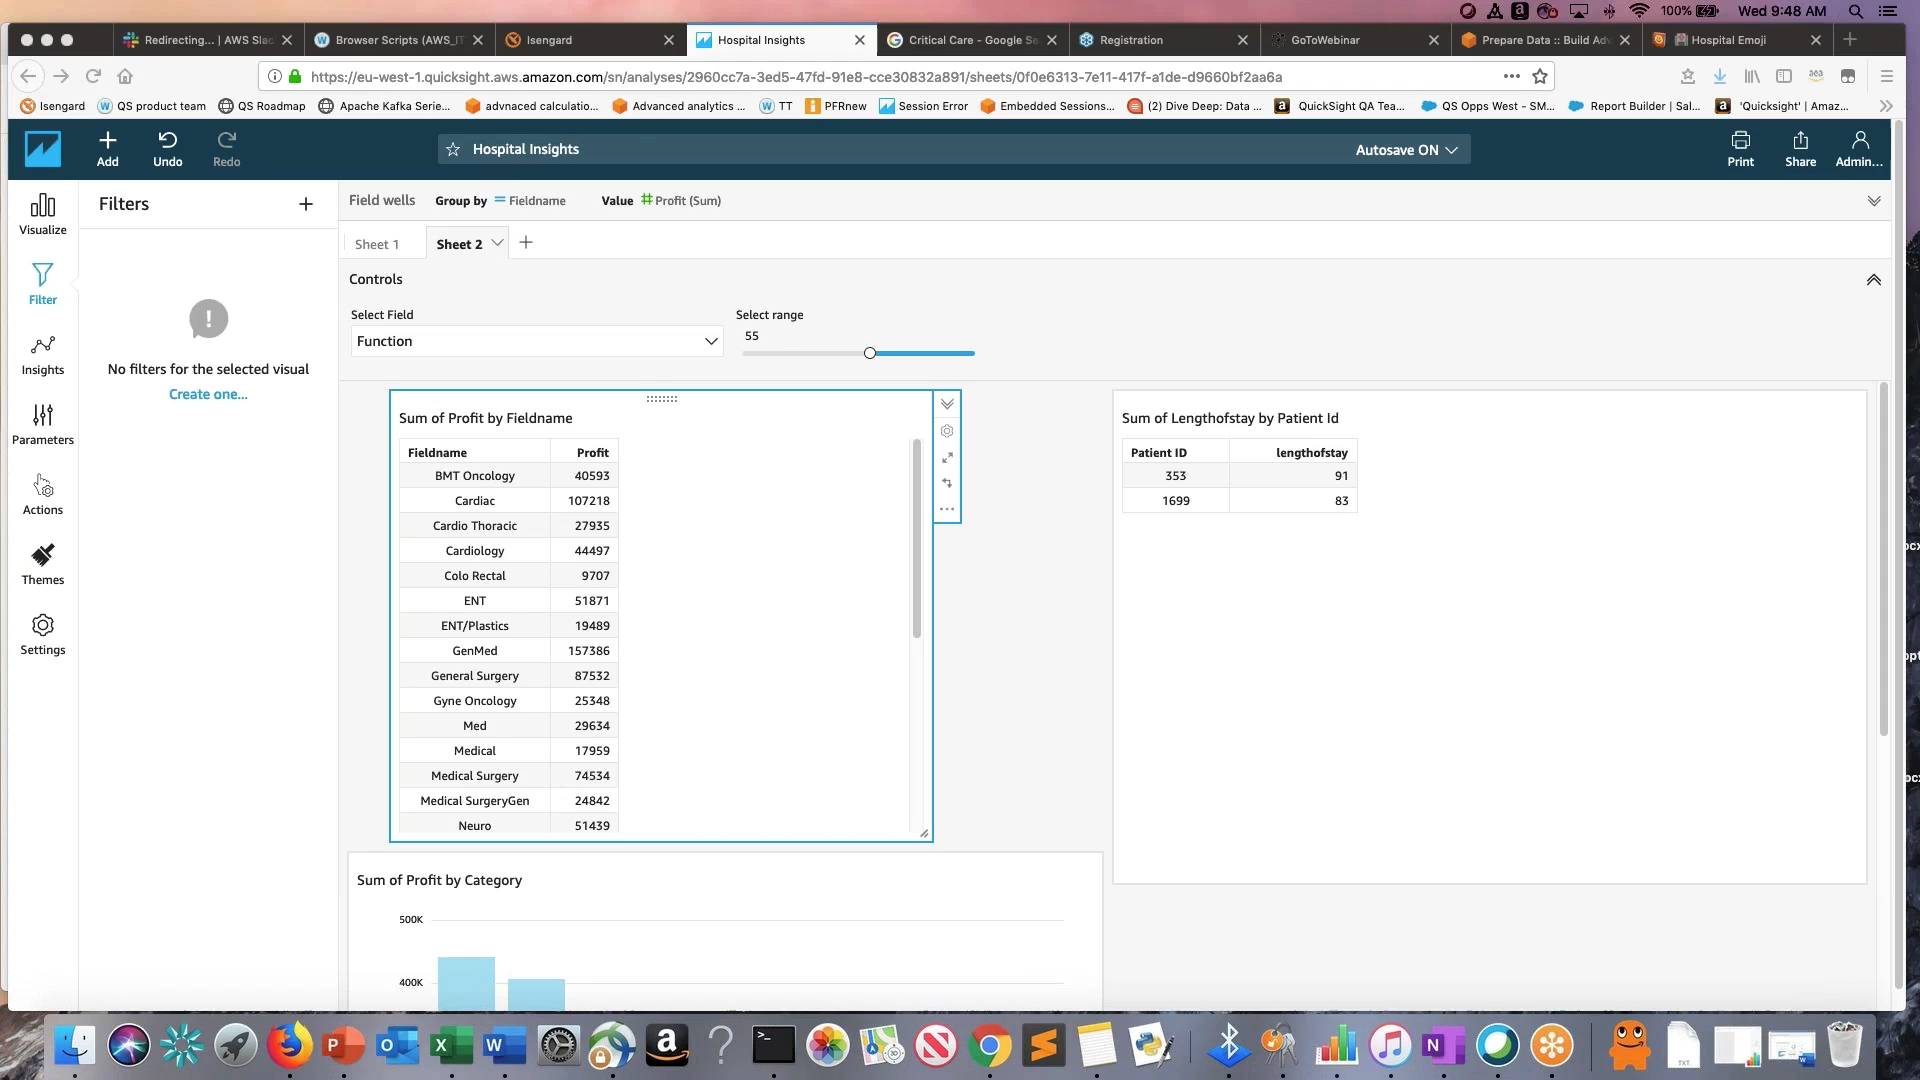 100%
Wed 9:48 AM
Redirecting... | AWS Sla
Browser Scripts (AWS_IT
Isengard
Hospital Insights
Critical Care - Google Se
Registration
GoToWebinar
Prepare Data :: Build Adv
Hospital Emoji
https://eu-west-1.quicksight.aws.amazon.com/sn/analyses/2960cc7a-3ed5-47fd-91e8-cce30832a891/sheets/0f0e6313-7e11-417f-a1de-d9660bf2aa6a
Isengard
QS product team
QS Roadmap
Apache Kafka Serie...
advnaced calculatio...
Advanced analytics ...
TT
PFRnew
Session Error
Embedded Sessions...
(2) Dive Deep: Data ...
QuickSight QA Tea...
QS Opps West - SM...
Report Builder | Sal...
'Quicksight' | Amaz...
Add
Undo
Redo
Hospital Insights
Autosave ON
Print
Share
Admin...
Visualize
Filter
Insights
Parameters
Actions
Themes
Settings
Filters
No filters for the selected visual
Create one...
Field wells Group by Fieldname Value Profit (Sum)
Sheet 1
Sheet 2
Controls
Select Field
Function
Select range
55
Sum of Profit by Fieldname
Fieldname Profit
BMT Oncology 40593
Cardiac 107218
Cardio Thoracic 27935
Cardiology 44497
Colo Rectal 9707
ENT 51871
ENT/Plastics 19489
GenMed 157386
General Surgery 87532
Gyne Oncology 25348
Med 29634
Medical 17959
Medical Surgery 74534
Medical SurgeryGen 24842
Neuro 51439
Sum of Lengthofstay by Patient Id
Patient ID lengthofstay
353 91
1699 83
Sum of Profit by Category
500K
400K